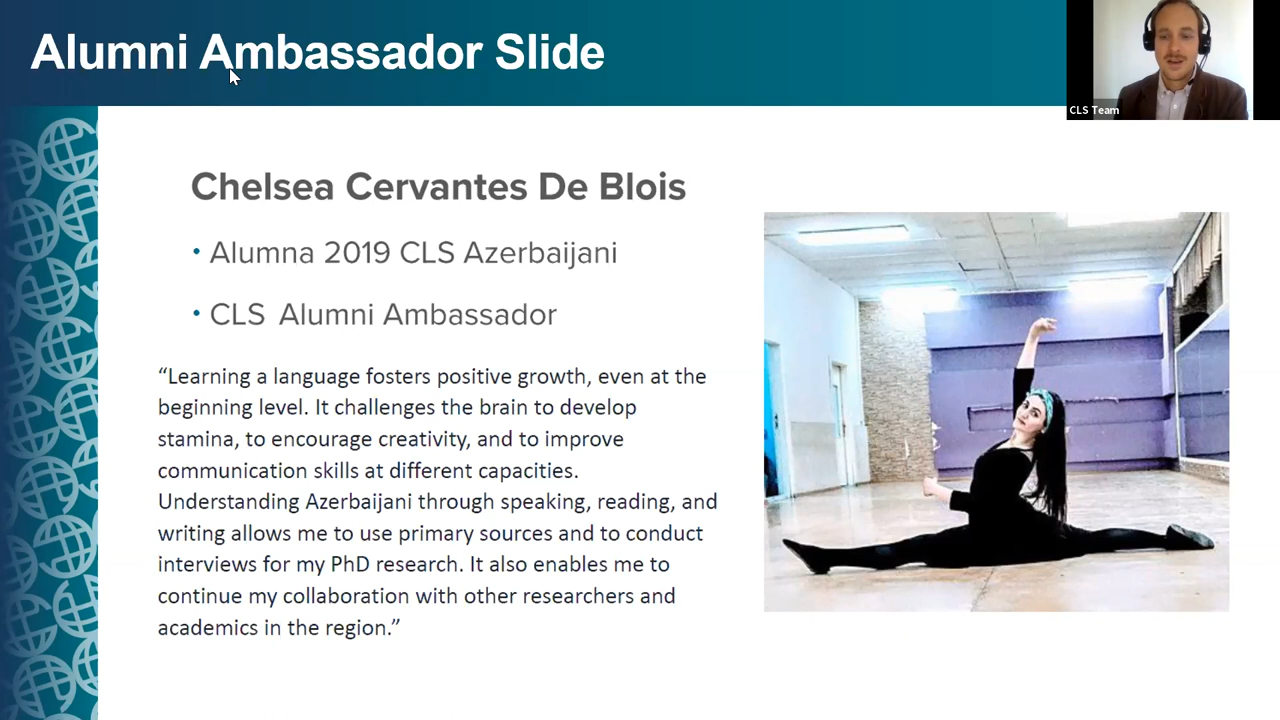 Alumni Ambassador Slide
CLS Team
Chelsea Cervantes De Blois
• Alumna 2019 CLS Azerbaijani
• CLS Alumni Ambassador
“Learning a language fosters positive growth, even at the
beginning level. It challenges the brain to develop
stamina, to encourage creativity, and to improve
communication skills at different capacities.
Understanding Azerbaijani through speaking, reading, and
writing allows me to use primary sources and to conduct
interviews for my PhD research. It also enables me to
continue my collaboration with other researchers and
academics in the region.”